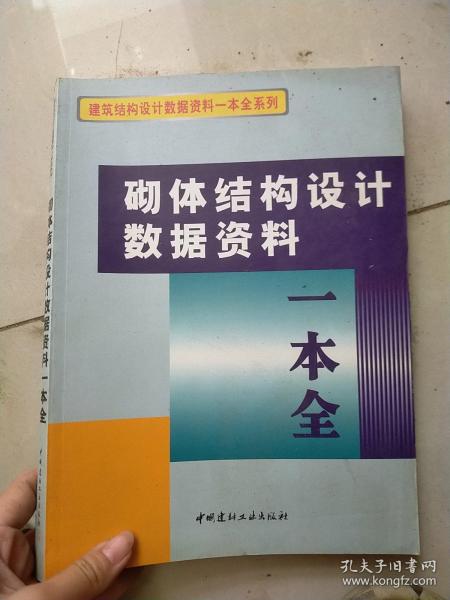 建筑结构设计数据资料一本全系列
砌体结构设计
数据资料
一
本
全
中国建材工业出版社
砌体结构设计数据资料一本全
孔夫子旧书网
www.kongfz.com